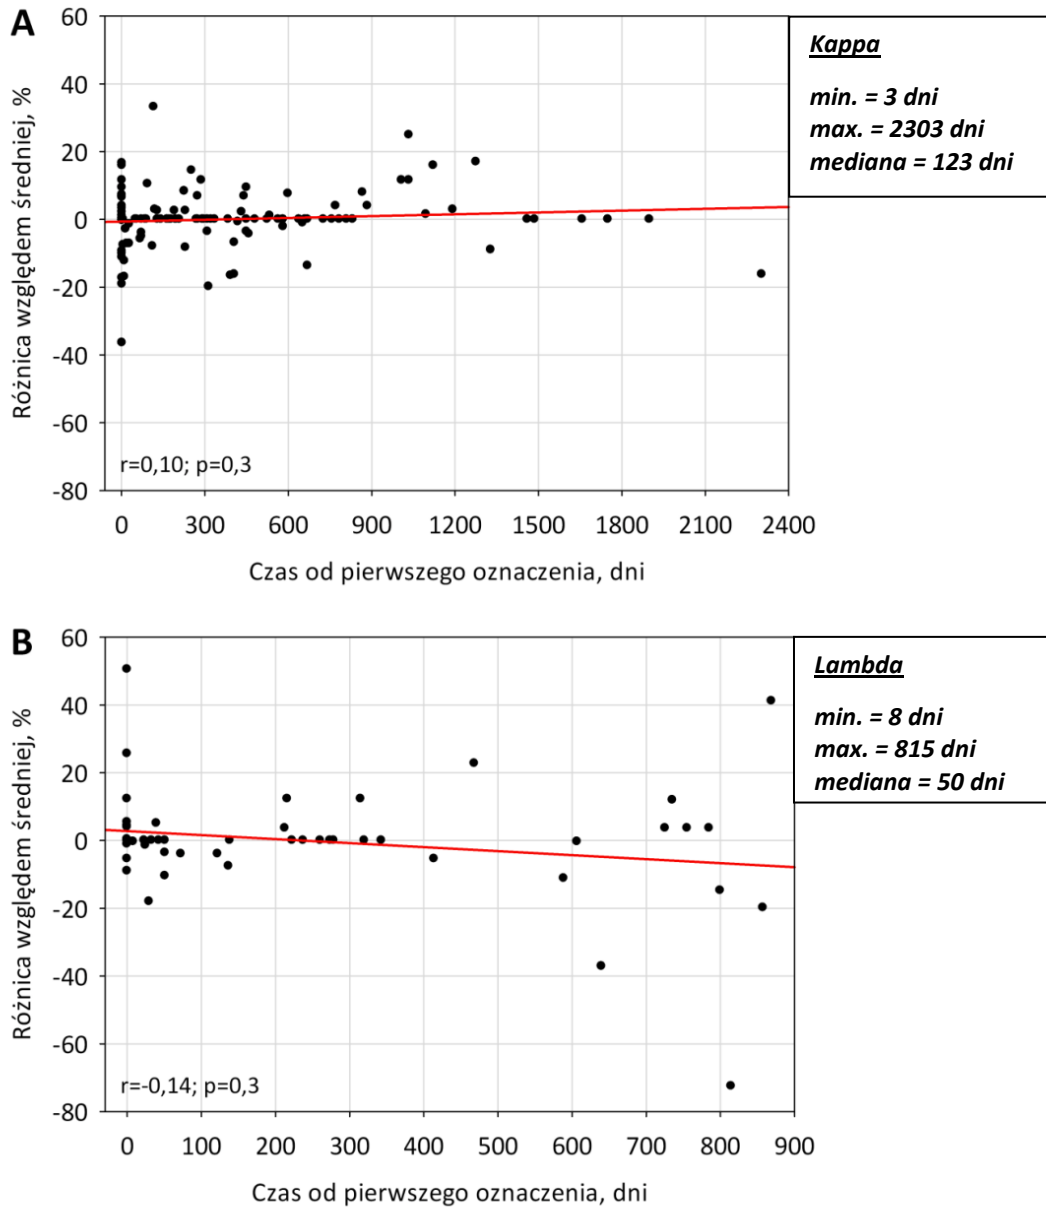 A
60
40
20
0
-20
-40
-60
-80
Różnica względem średniej, %
r=0,10; p=0,3
0 300 600 900 1200 1500 1800 2100 2400
Czas od pierwszego oznaczenia, dni
Kappa
min. = 3 dni
max. = 2303 dni
mediana = 123 dni
B
60
40
20
0
-20
-40
-60
-80
Różnica względem średniej, %
r=-0,14; p=0,3
0 100 200 300 400 500 600 700 800 900
Czas od pierwszego oznaczenia, dni
Lambda
min. = 8 dni
max. = 815 dni
mediana = 50 dni